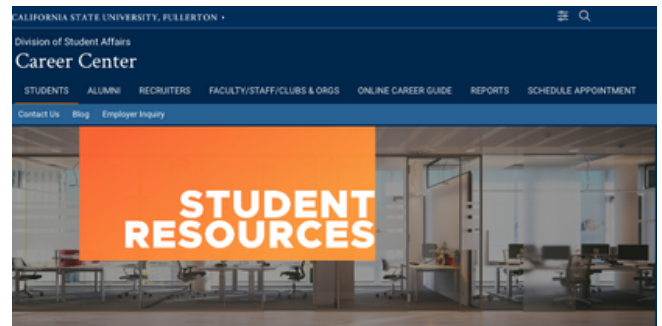 CALIFORNIA STATE UNIVERSITY, FULLERTON
Division of Student Affairs
Career Center
STUDENTS ALUMNI RECRUITERS FACULTY/STAFF/CLUBS & ORGS ONLINE CAREER GUIDE REPORTS SCHEDULE APPOINTMENT
Contact Us Blog Employer Inquiry
STUDENT
RESOURCES